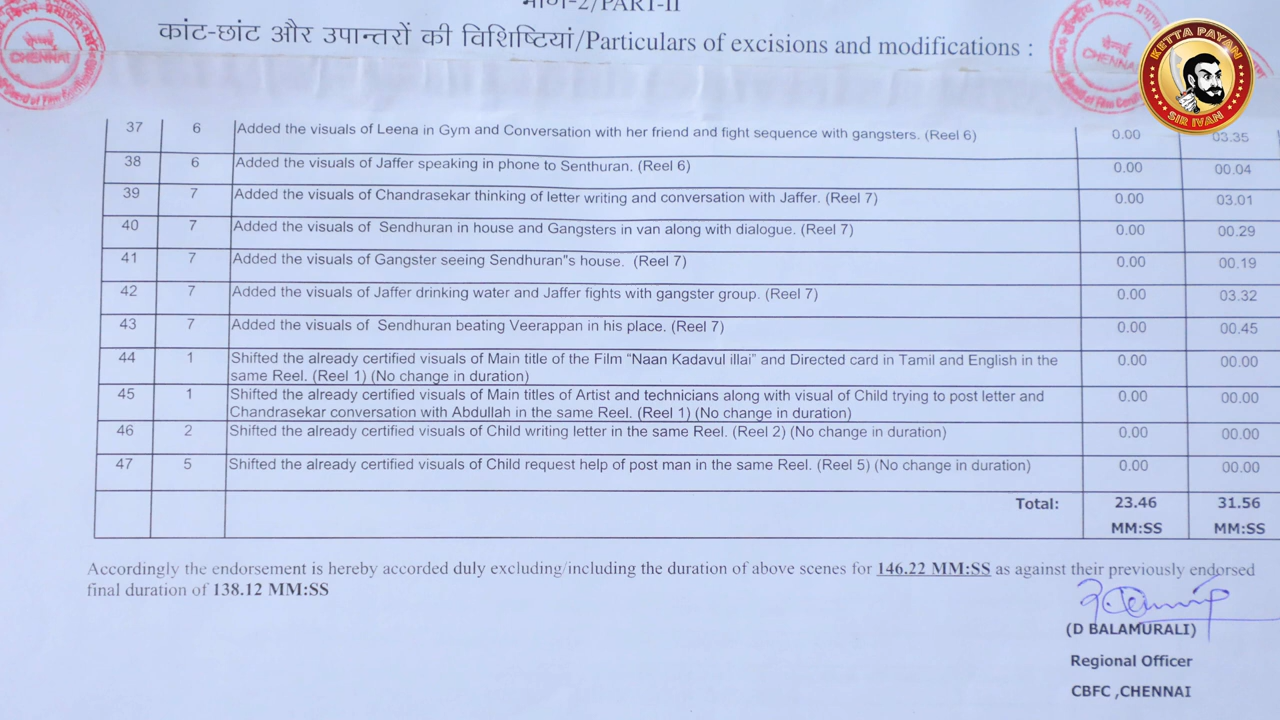 भाग-2/PART-II
कांट-छांट और उपान्तरों की विशिष्टियां/Particulars of excisions and modifications :
CHENNAI
KETTA PAYAN
SIR IVAN
37 6 Added the visuals of Leena in Gym and Conversation with her friend and fight sequence with gangsters. (Reel 6) 0.00 03.35
38 6 Added the visuals of Jaffer speaking in phone to Senthuran. (Reel 6) 0.00 00.04
39 7 Added the visuals of Chandrasekar thinking of letter writing and conversation with Jaffer. (Reel 7) 0.00 03.01
40 7 Added the visuals of Sendhuran in house and Gangsters in van along with dialogue. (Reel 7) 0.00 00.29
41 7 Added the visuals of Gangster seeing Sendhuran"s house. (Reel 7) 0.00 00.19
42 7 Added the visuals of Jaffer drinking water and Jaffer fights with gangster group. (Reel 7) 0.00 03.32
43 7 Added the visuals of Sendhuran beating Veerappan in his place. (Reel 7) 0.00 00.45
44 1 Shifted the already certified visuals of Main title of the Film "Naan Kadavul illai" and Directed card in Tamil and English in the 0.00 00.00
same Reel. (Reel 1) (No change in duration)
45 1 Shifted the already certified visuals of Main titles of Artist and technicians along with visual of Child trying to post letter and 0.00 00.00
Chandrasekar conversation with Abdullah in the same Reel. (Reel 1) (No change in duration)
46 2 Shifted the already certified visuals of Child writing letter in the same Reel. (Reel 2) (No change in duration) 0.00 00.00
47 5 Shifted the already certified visuals of Child request help of post man in the same Reel. (Reel 5) (No change in duration) 0.00 00.00
Total: 23.46 31.56
MM:SS MM:SS
Accordingly the endorsement is hereby accorded duly excluding/including the duration of above scenes for 146.22 MM:SS as against their previously endorsed
final duration of 138.12 MM:SS
(D BALAMURALI)
Regional Officer
CBFC ,CHENNAI